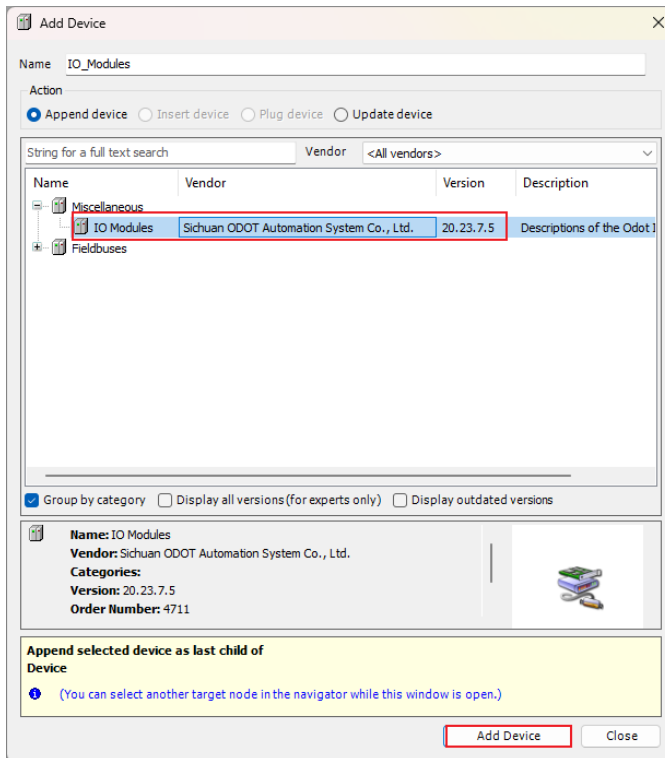 Add Device
Name IO_Modules
Action
Append device Insert device Plug device Update device
String for a full text search Vendor <All vendors>
Name Vendor Version Description
Miscellaneous
IO Modules Sichuan ODOT Automation System Co., Ltd. 20.23.7.5 Descriptions of the Odot I
Fieldbuses
Group by category Display all versions (for experts only) Display outdated versions
Name: IO Modules
Vendor: Sichuan ODOT Automation System Co., Ltd.
Categories:
Version: 20.23.7.5
Order Number: 4711
Append selected device as last child of
Device
(You can select another target node in the navigator while this window is open.)
Add Device Close